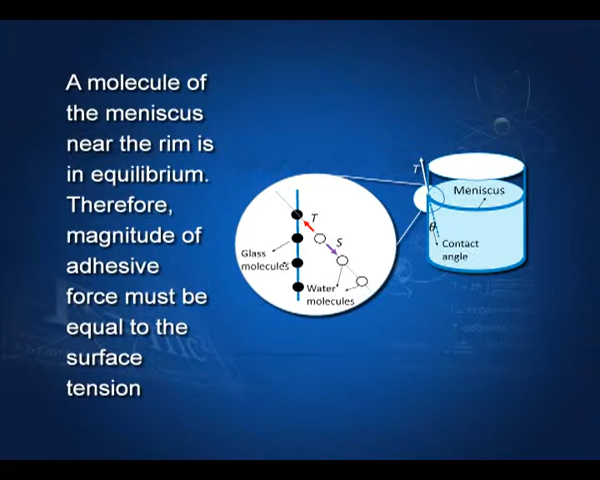 A molecule of
the meniscus
near the rim is
in equilibrium.
Therefore,
magnitude of
adhesive
force must be
equal to the
surface
tension
T
S
Glass
molecules
Water
molecules
T
Meniscus
θ
Contact
angle